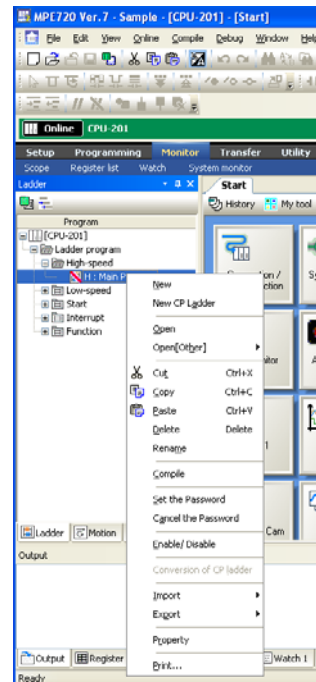 MPE720 Ver.7 - Sample - [CPU-201] - [Start]
File Edit View Online Compile Debug Window Help
Online CPU-201
Setup Programming Monitor Transfer Utility
Scope Register list Watch System monitor
Ladder
Start
History My tool
Program
[CPU-201]
Ladder program
High-speed
H : Main P
Low-speed
Start
Interrupt
Function
New
New CP Ladder
Open
Open[Other]
Cut Ctrl+X
Copy Ctrl+C
Paste Ctrl+V
Delete Delete
Rename
Compile
Set the Password
Cancel the Password
Enable/ Disable
Conversion of CP ladder
Import
Export
Property
Print...
Cam
Ladder Motion
Output
Output Register Watch 1
Ready